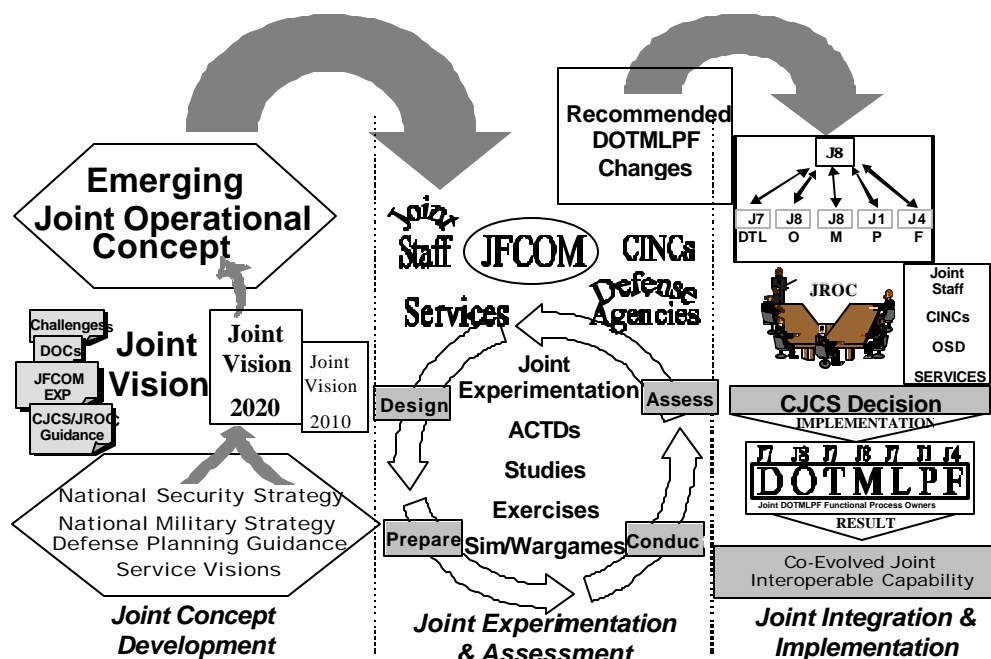 Emerging
Joint Operational
Concept
Challenges
DOCs
JFCOM
EXP
CJCS/JROC
Guidance
Joint
Vision
Joint
Vision
2020
Joint
Vision
2010
National Security Strategy
National Military Strategy
Defense Planning Guidance
Service Visions
Joint Concept
Development
Joint
Staff
JFCOM
CINCs
Services
Defense
Agencies
Design
Assess
Prepare
Conduc
Joint
Experimentation
ACTDs
Studies
Exercises
Sim/Wargames
Joint Experimentation
& Assessment
Recommended
DOTMLPF
Changes
J8
J7 J8 J8 J1 J4
DTL O M P F
JROC
Joint
Staff
CINCs
OSD
SERVICES
CJCS Decision
IMPLEMENTATION
J7 J8 J7 J8 J7 J1 J4
DOTMLPF
Joint DOTMLPF Functional Process Owners
RESULT
Co-Evolved Joint
Interoperable Capability
Joint Integration &
Implementation